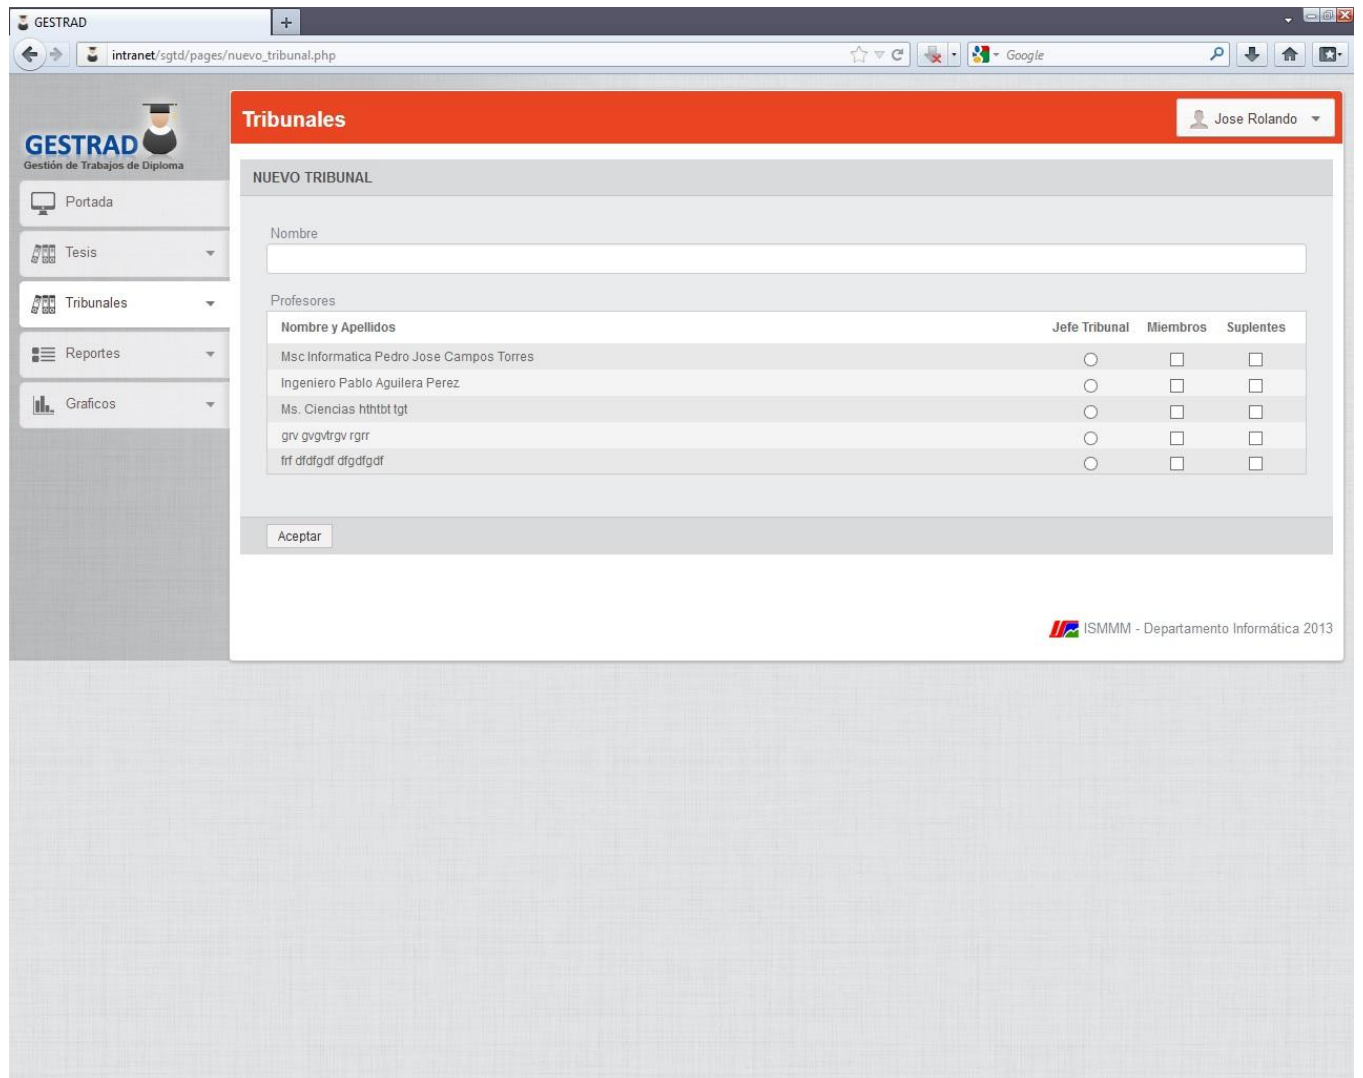 GESTRAD
intranet/sgtd/pages/nuevo_tribunal.php
Google
GESTRAD
Gestión de Trabajos de Diploma
Tribunales
Jose Rolando
Portada
Tesis
Tribunales
Reportes
Graficos
NUEVO TRIBUNAL
Nombre
Profesores
Nombre y Apellidos Jefe Tribunal Miembros Suplentes
Msc Informatica Pedro Jose Campos Torres
Ingeniero Pablo Aguilera Perez
Ms. Ciencias hthtbt tgt
grv gvgvtrgv rgrr
frf dfdfgdf dfgdfgdf
Aceptar
ISMMM - Departamento Informática 2013